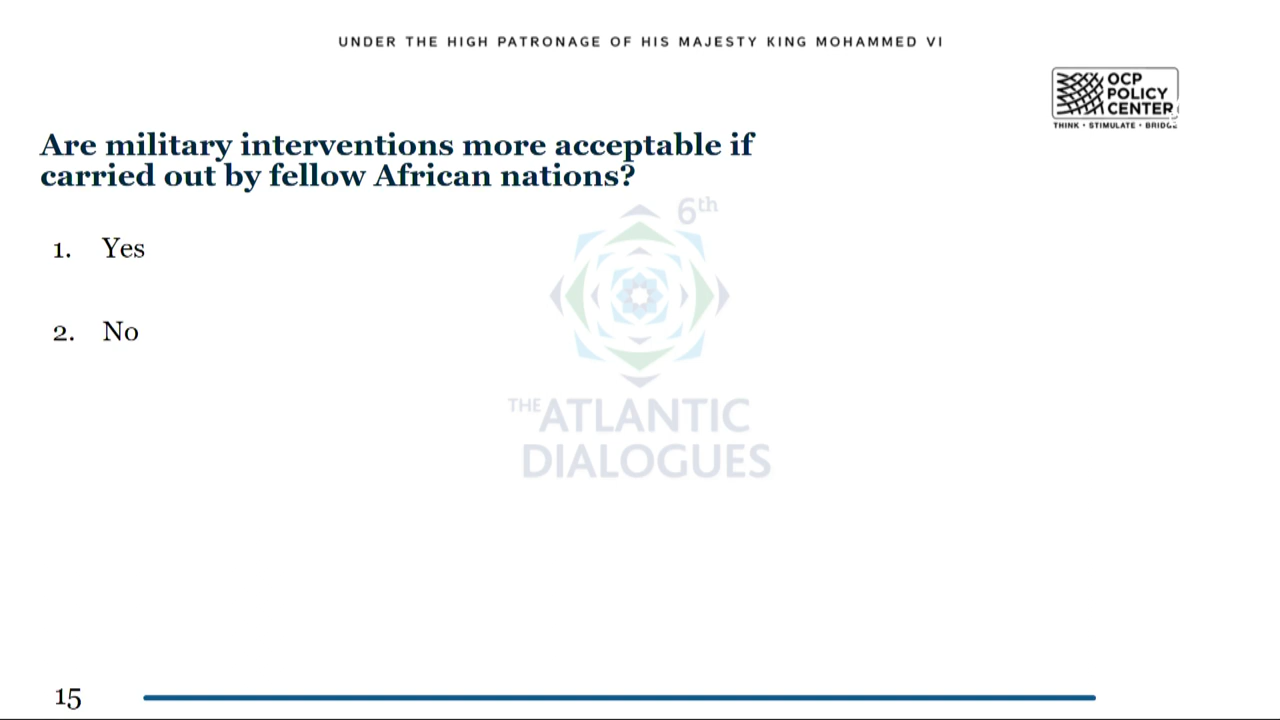 UNDER THE HIGH PATRONAGE OF HIS MAJESTY KING MOHAMMED VI
OCP
POLICY
CENTER
THINK • STIMULATE • BRIDGE
Are military interventions more acceptable if
carried out by fellow African nations?
6th
1. Yes
2. No
THE ATLANTIC
DIALOGUES
15